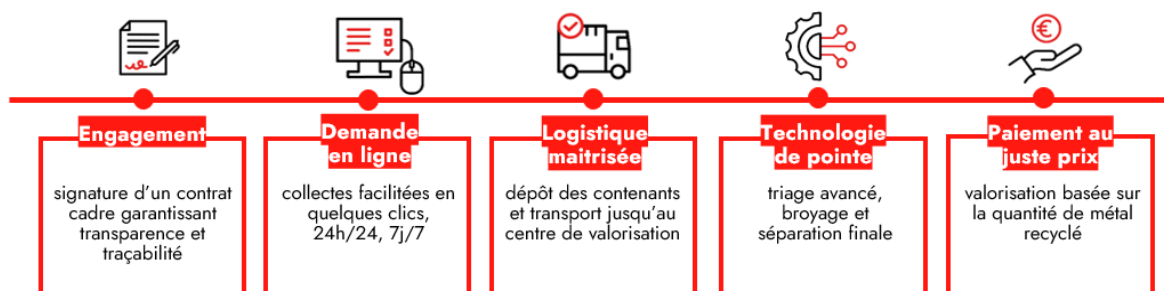 Engagement
signature d'un contrat
cadre garantissant
transparence et
traçabilité
Demande
en ligne
collectes facilitées en
quelques clics,
24h/24, 7j/7
Logistique
maitrisée
dépôt des contenants
et transport jusqu'au
centre de valorisation
Technologie
de pointe
triage avancé,
broyage et
séparation finale
€
Paiement au
juste prix
valorisation basée sur
la quantité de métal
recyclé